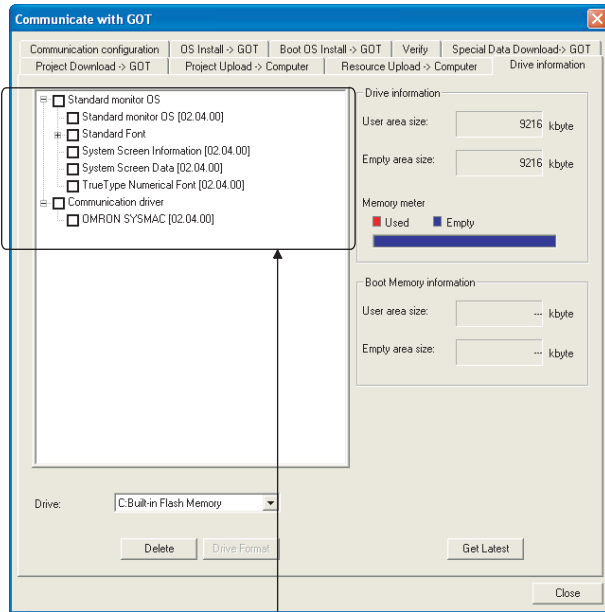 Communicate with GOT
Communication configuration OS Install -> GOT Boot OS Install -> GOT Verify Special Data Download-> GOT
Project Download -> GOT Project Upload -> Computer Resource Upload -> Computer Drive information
Standard monitor OS
Standard monitor OS [02.04.00]
Standard Font
System Screen Information [02.04.00]
System Screen Data [02.04.00]
TrueType Numerical Font [02.04.00]
Communication driver
OMRON SYSMAC [02.04.00]
Drive information
User area size: 9216 kbyte
Empty area size: 9216 kbyte
Memory meter
Used Empty
Boot Memory information
User area size: --- kbyte
Empty area size: --- kbyte
Drive: C:Built-in Flash Memory
Delete Drive Format Get Latest
Close